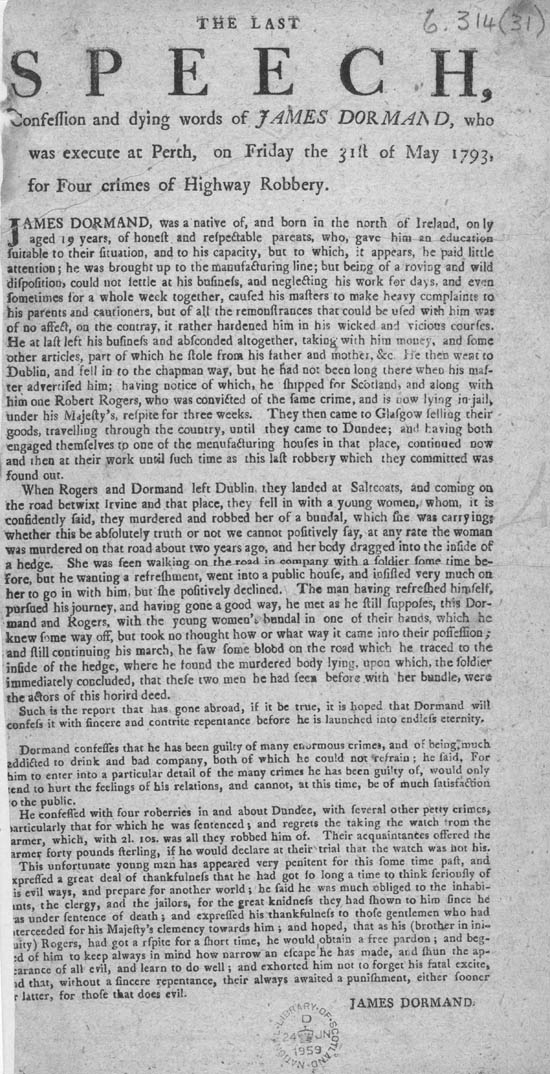 THE LAST
6.314(31)
SPEECH,
Confeſſion and dying words of JAMES DORMAND, who
was execute at Perth, on Friday the 31ſt of May 1793,
for Four crimes of Highway Robbery.
JAMES DORMAND, was a native of, and born in the north of Ireland, only
aged 19 years, of honeſt and reſpectable pareats, who, gave him an education
ſuitable to their ſituation, and to his capacity, but to which, it appears, he paid little
attention; he was brought up to the manufacturing line; but being of a roving and wild
diſpoſition, could not ſettle at his buſineſs, and neglecting his work for days, and even
ſometimes for a whole week together, cauſed his maſters to make heavy complaints to
his parents and cautioners, but of all the remonſtrances that could be uſed with him was
of no affect, on the contray, it rather hardened him in his wicked and vicious courſes.
He at laſt left his buſineſs and abſconded altogether, taking with him money, and ſome
other articles, part of which he ſtole from his father and mother, &c. He then went to
Dublin, and fell in to the chapman way, but he had not been long there when his maſ-
ter advertiſed him; having notice of which, he ſhipped for Scotland, and along with
him one Robert Rogers, who was convicted of the ſame crime, and is now lying in jail,
under his Majeſty's, reſpite for three weeks. They then came to Glaſgow ſelling their
goods, travelling through the country, until they came to Dundee; and having both
engaged themſelves to one of the menufacturing houſes in that place, continued now
and then at their work until ſuch time as this laſt robbery which they committed was
found out.
When Rogers and Dormand left Dublin, they landed at Saltcoats, and coming on
the road betwixt Irvine and that place, they fell in with a young women, whom, it is
confidently ſaid, they murdered and robbed her of a bundal, which ſhe was carrying;
whether this be abſolutely truth or not we cannot poſitively ſay, at any rate the woman
was murdered on that road about two years ago, and her body dragged into the inſide of
a hedge. She was ſeen walking on the road in company with a ſoldier ſome time be-
fore, but he wanting a refreſhment, went into a public houſe, and inſiſted very much on
her to go in with him, but ſhe poſitively declined. The man having refreſhed himſelf,
purſued his journey, and having gone a good way, he met as he ſtill ſuppoſes, this Dor-
mand and Rogers, with the young women's bundal in one of their hands, which he
knew ſome way off, but took no thought how or what way it came into their poſſeſſion;
and ſtill continuing his march, he ſaw ſome blobd on the road which he traced to the
inſide of the hedge, where he found the murdered body lying. upon which, the ſoldier
immediately concluded, that theſe two men he had ſeen before with her bundle, were
the actors of this horird deed.
Such is the report that has gone abroad, if it be true, it is hoped that Dormand will
confeſs it with ſincere and contrite repentance before he is launched into endleſs eternity.
Dormand confeſſes that he has been guilty of many enormous crimes, and of being much
addicted to drink and bad company, both of which he could not refrain; he ſaid, For
him to enter into a particular detail of the many crimes he has been guilty of, would only
tend to hurt the feelings of his relations, and cannot, at this time, be of much ſatisfaction
o the public.
He confeſſed with four roberries in and about Dundee, with ſeveral other petty crimes,
articularly that for which he was ſentenced; and regrets the taking the watch from the
armer, which, with 2l. 10s. was all they robbed him of. Their acquaintances offered the
armer forty pounds ſterling, if he would declare at their trial that the watch was not his.
This unfortunate young man has appeared very penitent for this ſome time paſt, and
xpreſſed a great deal of thankfulneſs that he had got ſo long a time to think ſeriouſly of
is evil ways, and prepare for another world; he ſaid he was much obliged to the inhabi-
ants, the clergy, and the jailors, for the great knidneſs they had ſhown to him ſince he
as under ſentence of death; and expreſſed his thankfulneſs to thoſe gentlemen who had
terceeded for his Majeſty's clemency towards him; and hoped, that as his (brother in ini-
uity) Rogers, had got a rſpite for a ſhort time, he would obtain a free pardon; and beg-
ed of him to keep always in mind how narrow an eſcape he has made, and ſhun the ap-
earance of all evil, and learn to do well; and exhorted him not to forget his fatal excite,
nd that, without a ſincere repentance, their always awaited a puniſhment, either ſooner
r latter, for thoſe that does evil.
JAMES DORMAND.
NATIONAL·LIBRARY·OF·SCOTLAND
D
24 JN
1959